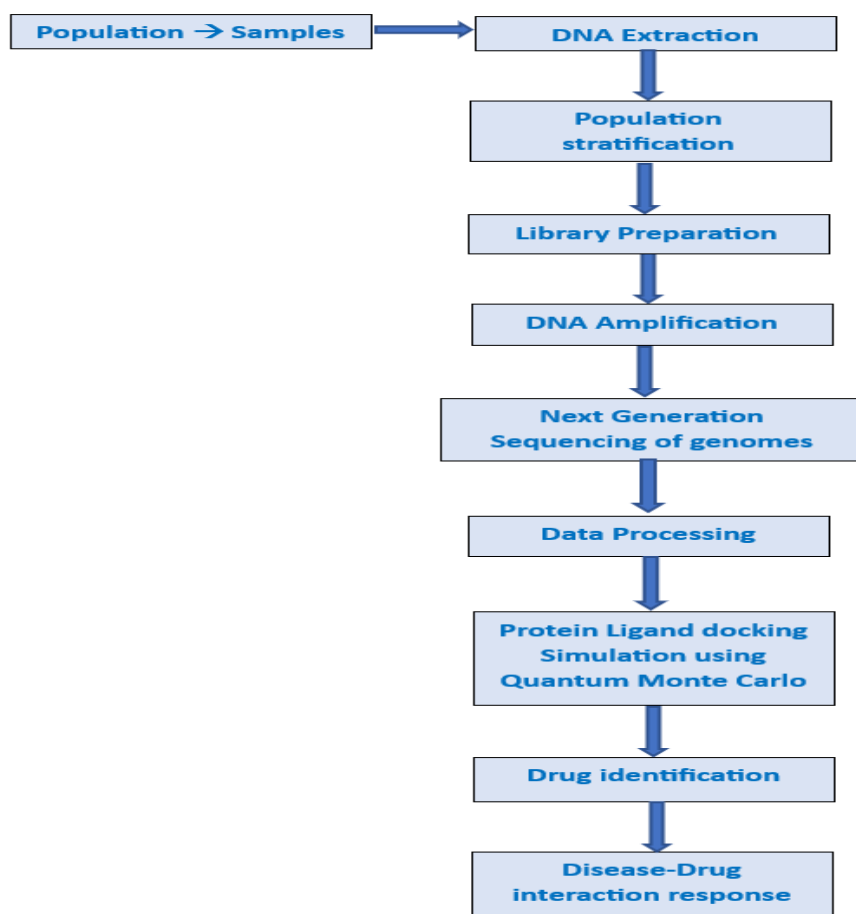 Population → Samples
DNA Extraction
Population
stratification
Library Preparation
DNA Amplification
Next Generation
Sequencing of genomes
Data Processing
Protein Ligand docking
Simulation using
Quantum Monte Carlo
Drug identification
Disease-Drug
interaction response